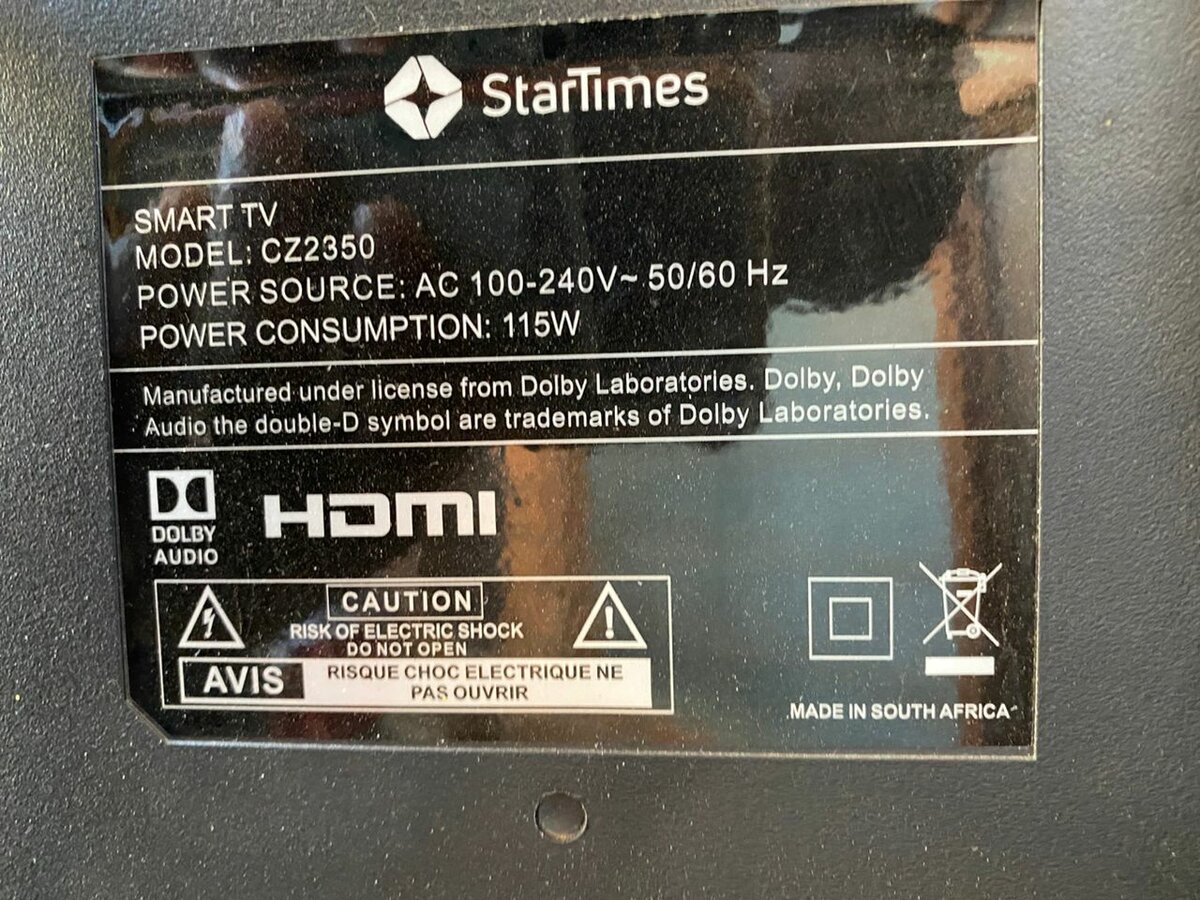 StarTimes
SMART TV
MODEL: CZ2350
POWER SOURCE: AC 100-240V~ 50/60 Hz
POWER CONSUMPTION: 115W
Manufactured under license from Dolby Laboratories. Dolby, Dolby
Audio the double-D symbol are trademarks of Dolby Laboratories.
DOLBY
AUDIO
HDMI
CAUTION
RISK OF ELECTRIC SHOCK
DO NOT OPEN
AVIS
RISQUE CHOC ELECTRIQUE NE
PAS OUVRIR
MADE IN SOUTH AFRICA